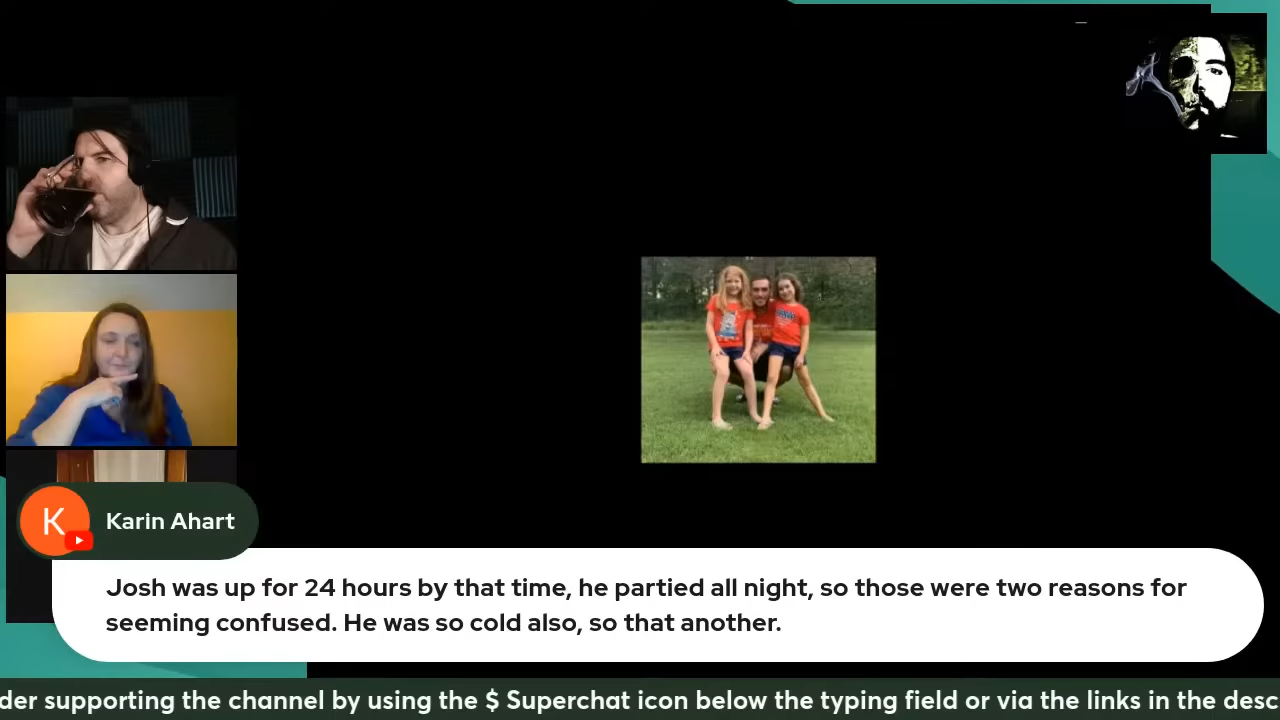 K
Karin Ahart
Josh was up for 24 hours by that time, he partied all night, so those were two reasons for
seeming confused. He was so cold also, so that another.
der supporting the channel by using the $ Superchat icon below the typing field or via the links in the desc